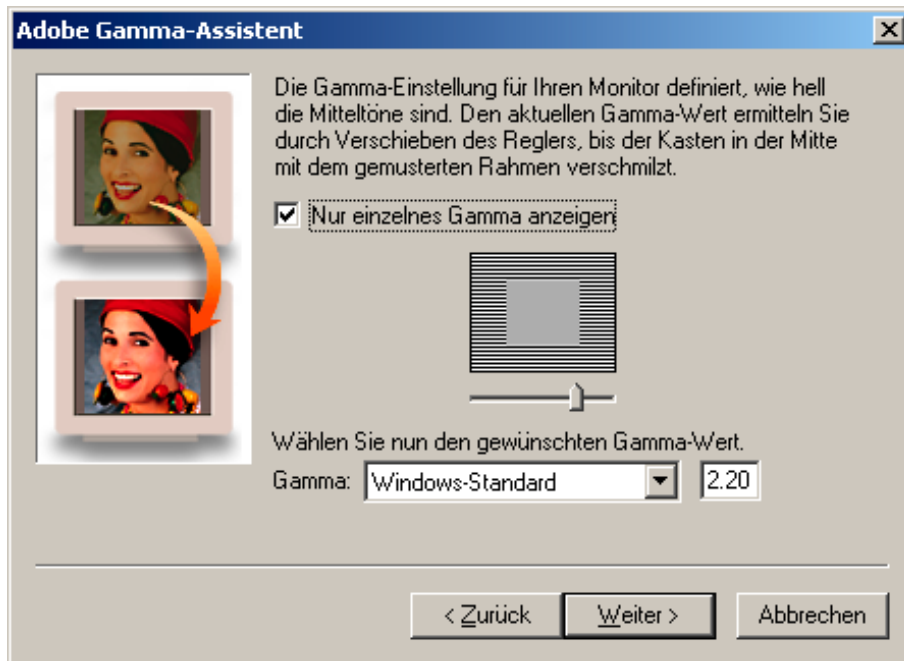 Adobe Gamma-Assistent
Die Gamma-Einstellung für Ihren Monitor definiert, wie hell
die Mitteltöne sind. Den aktuellen Gamma-Wert ermitteln Sie
durch Verschieben des Reglers, bis der Kasten in der Mitte
mit dem gemusterten Rahmen verschmilzt.
Nur einzelnes Gamma anzeigen
Wählen Sie nun den gewünschten Gamma-Wert.
Gamma: Windows-Standard 2.20
< Zurück Weiter > Abbrechen